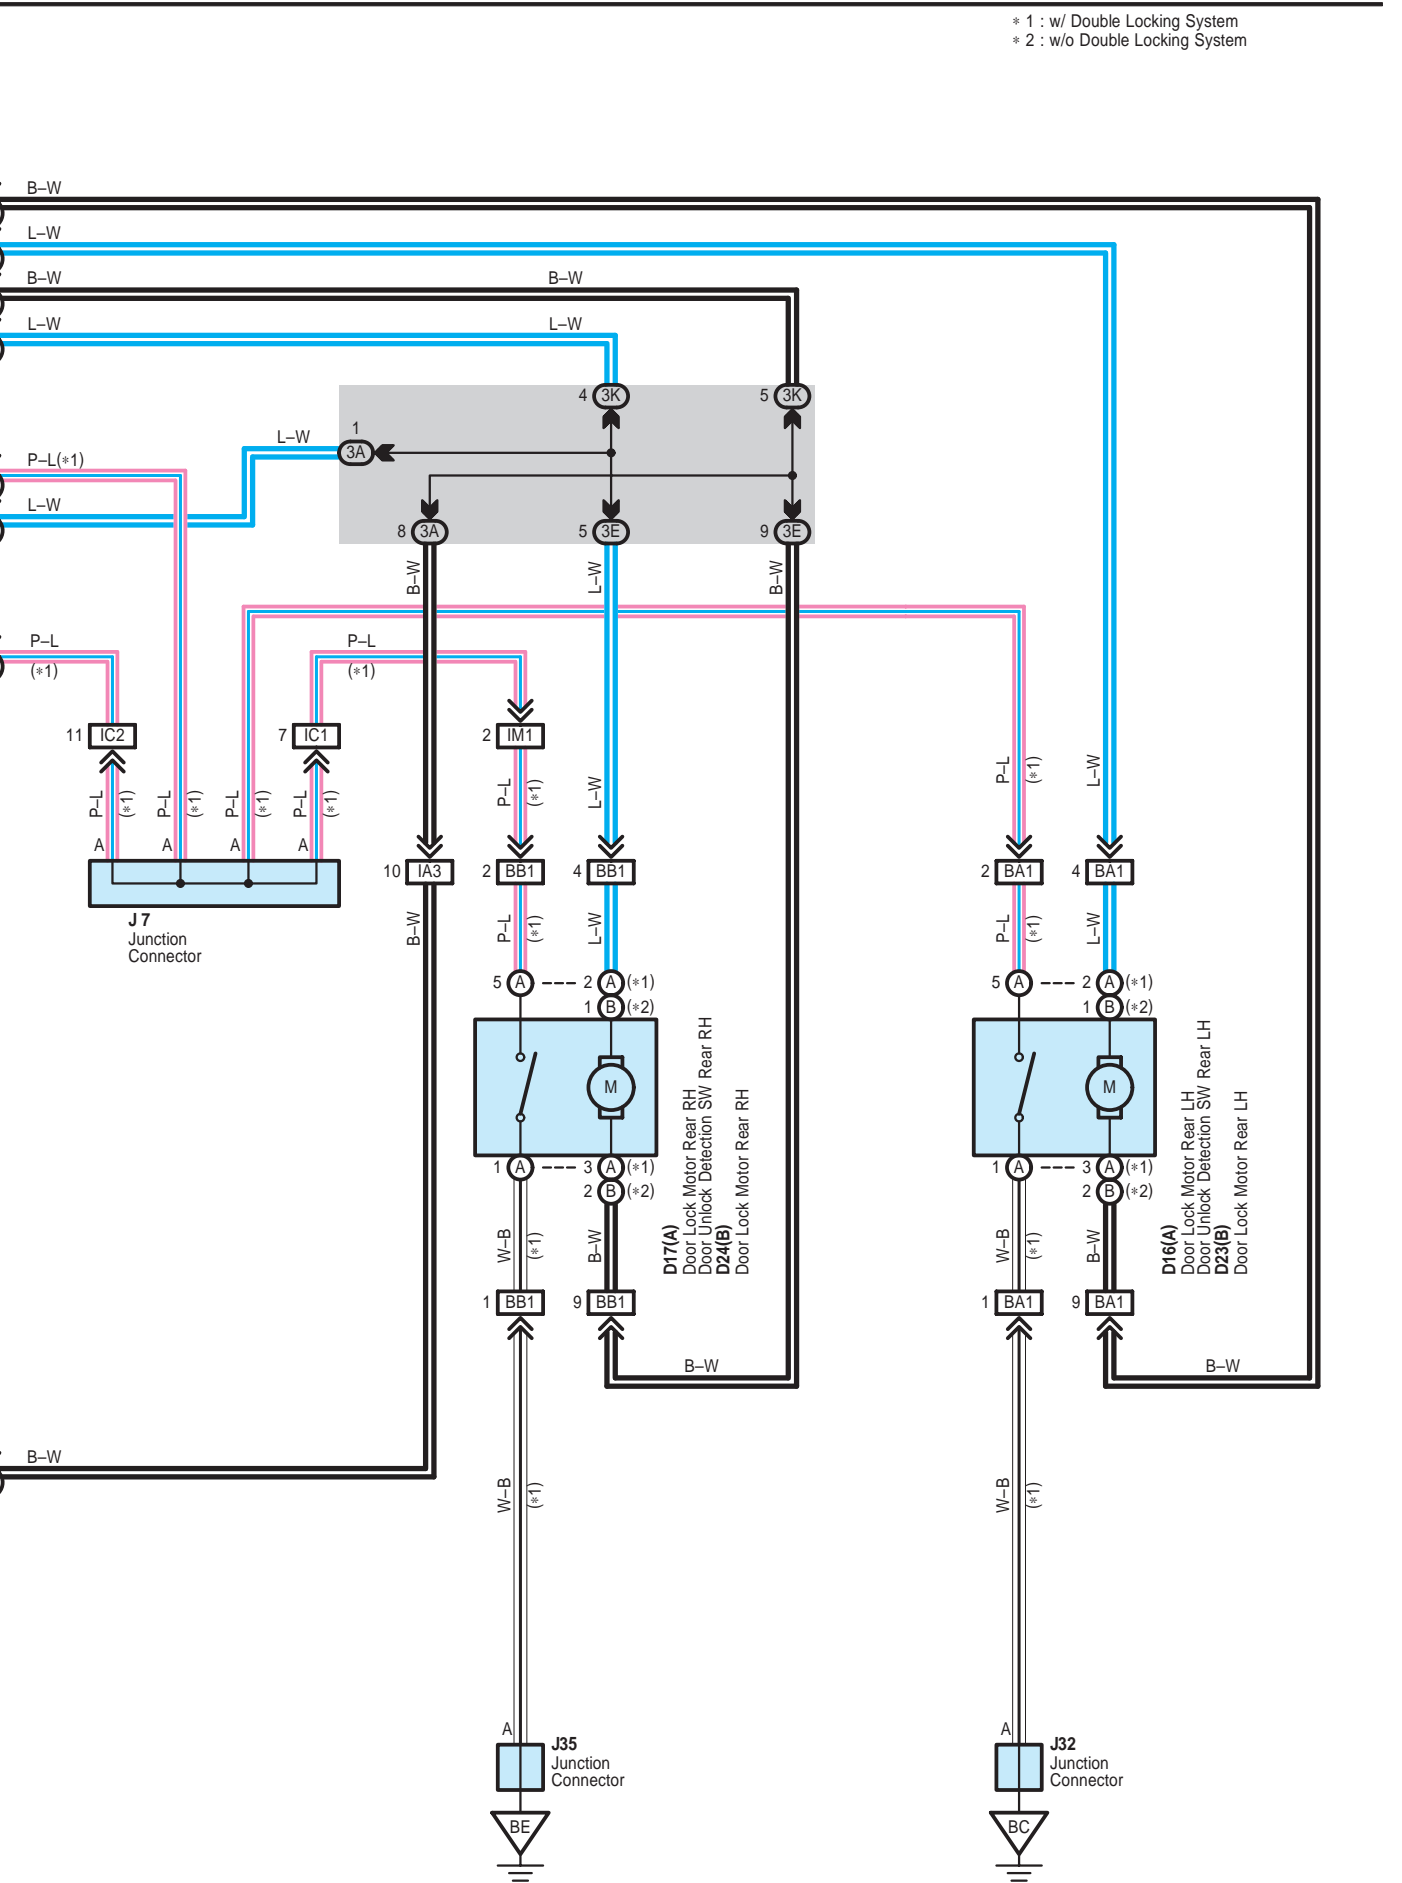 ∗ 1 : w/ Double Locking System
∗ 2 : w/o Double Locking System
B–W
L–W
B–W B–W
L–W L–W
4 3K 5 3K
1
L–W
3A
P–L(∗1)
L–W
8 3A 5 3E 9 3E
B–W L–W B–W
P–L P–L
(∗1) (∗1)
11 IC2 7 IC1 2 IM1
P–L (∗1) L–W P–L (∗1) L–W
P–L (∗1) P–L (∗1) P–L (∗1) P–L (∗1)
A A A A
10 IA3 2 BB1 4 BB1 2 BA1 4 BA1
J 7
Junction
Connector
B–W P–L (∗1) L–W P–L (∗1) L–W
5 A 2 A (∗1) 5 A 2 A (∗1)
1 B (∗2) 1 B (∗2)
M M
1 A 3 A (∗1) 1 A 3 A (∗1)
2 B (∗2) 2 B (∗2)
D17(A)
Door Lock Motor Rear RH
Door Unlock Detection SW Rear RH
D24(B)
Door Lock Motor Rear RH
D16(A)
Door Lock Motor Rear LH
Door Unlock Detection SW Rear LH
D23(B)
Door Lock Motor Rear LH
W–B (∗1) B–W W–B (∗1) B–W
1 BB1 9 BB1 1 BA1 9 BA1
B–W B–W
B–W
W–B (∗1) W–B (∗1)
A A
J35
Junction
Connector
J32
Junction
Connector
BE BC